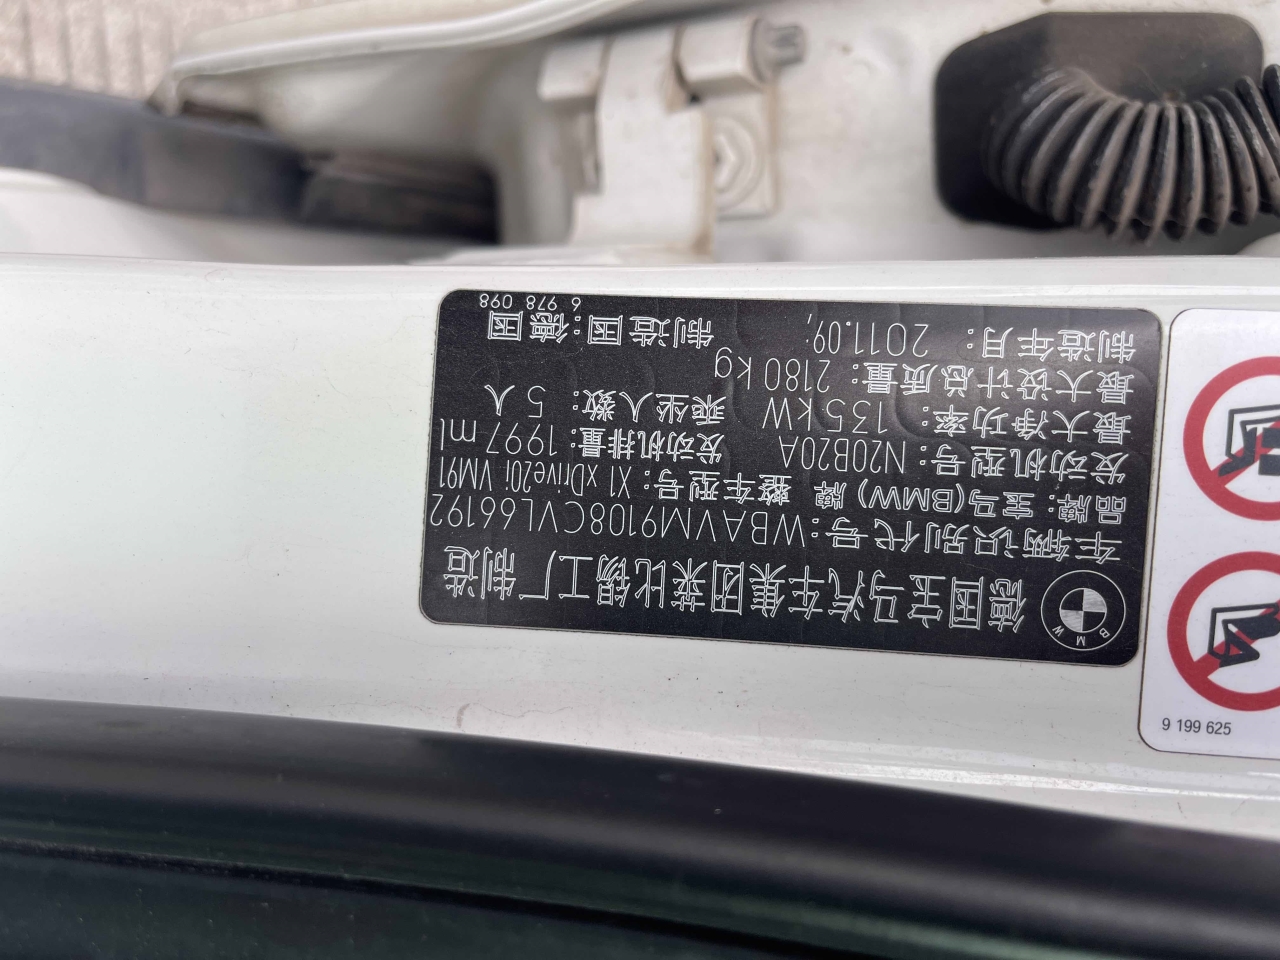 BMW
德国宝马汽车集团莱比锡工厂 制造
车辆识别代号：WBAVM9108CVL66192
品牌：宝马(BMW)牌 整车型号：X1 xDrive20i VM91
发动机型号：N20B20A 发动机排量：1997 ml
最大净功率：135 kW 乘坐人数：5 人
最大设计总质量：2180 kg
制造年月：2011.09; 制造国：德国
6 978 098
9 199 625